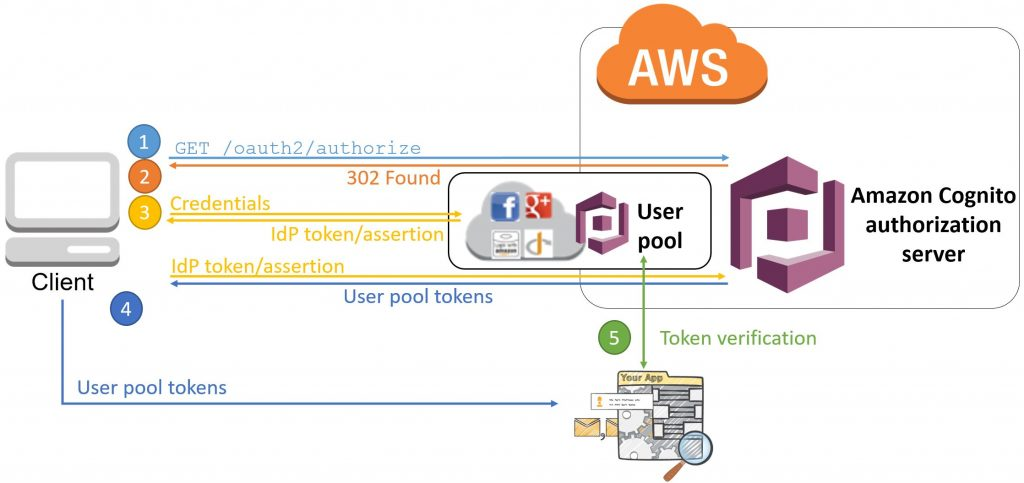 AWS
1
GET /oauth2/authorize
2
302 Found
3
Credentials
IdP token/assertion
f
g+
User
pool
Amazon Cognito
authorization
server
IdP token/assertion
User pool tokens
Client
4
5
Token verification
User pool tokens
Your App